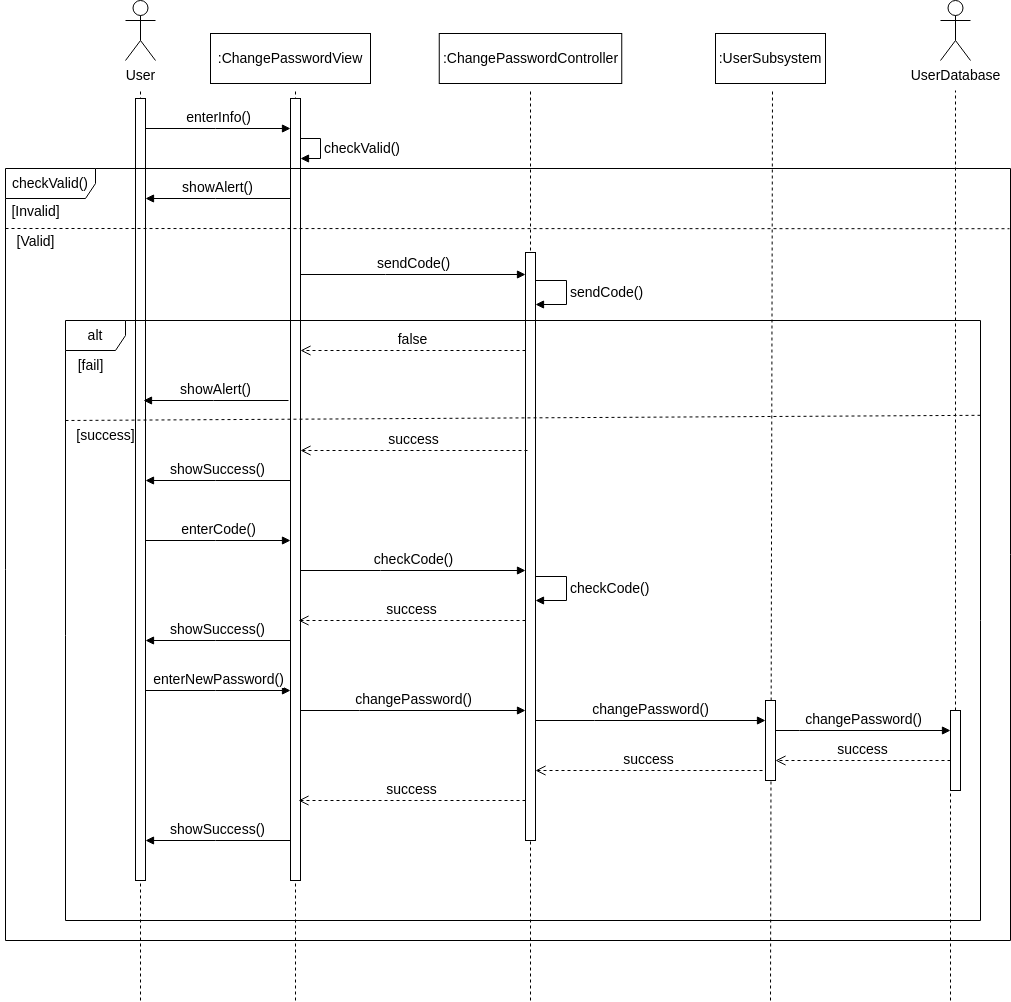 User
:ChangePasswordView
:ChangePasswordController
:UserSubsystem
UserDatabase
enterInfo()
checkValid()
checkValid()
showAlert()
[Invalid]
[Valid]
sendCode()
sendCode()
alt
false
[fail]
showAlert()
[success]
success
showSuccess()
enterCode()
checkCode()
checkCode()
success
showSuccess()
enterNewPassword()
changePassword()
changePassword()
changePassword()
success
success
success
showSuccess()